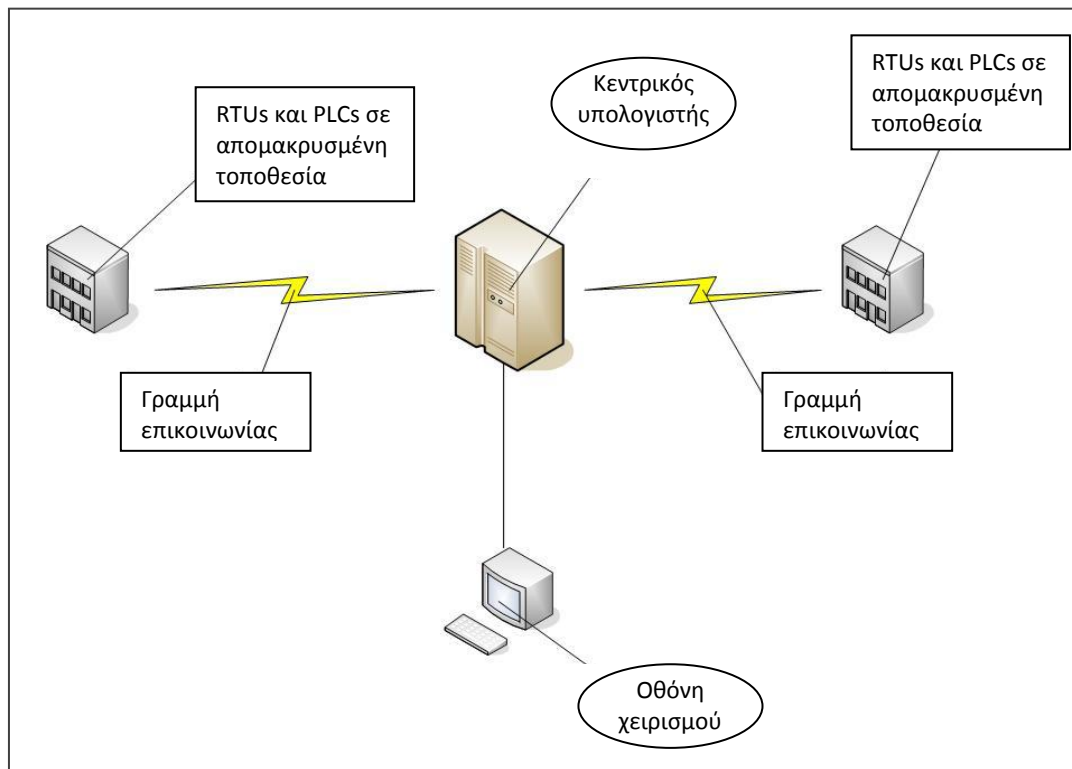 RTUs και PLCs σε
απομακρυσμένη
τοποθεσία
Κεντρικός
υπολογιστής
RTUs και PLCs σε
απομακρυσμένη
τοποθεσία
Γραμμή
επικοινωνίας
Γραμμή
επικοινωνίας
Οθόνη
χειρισμού